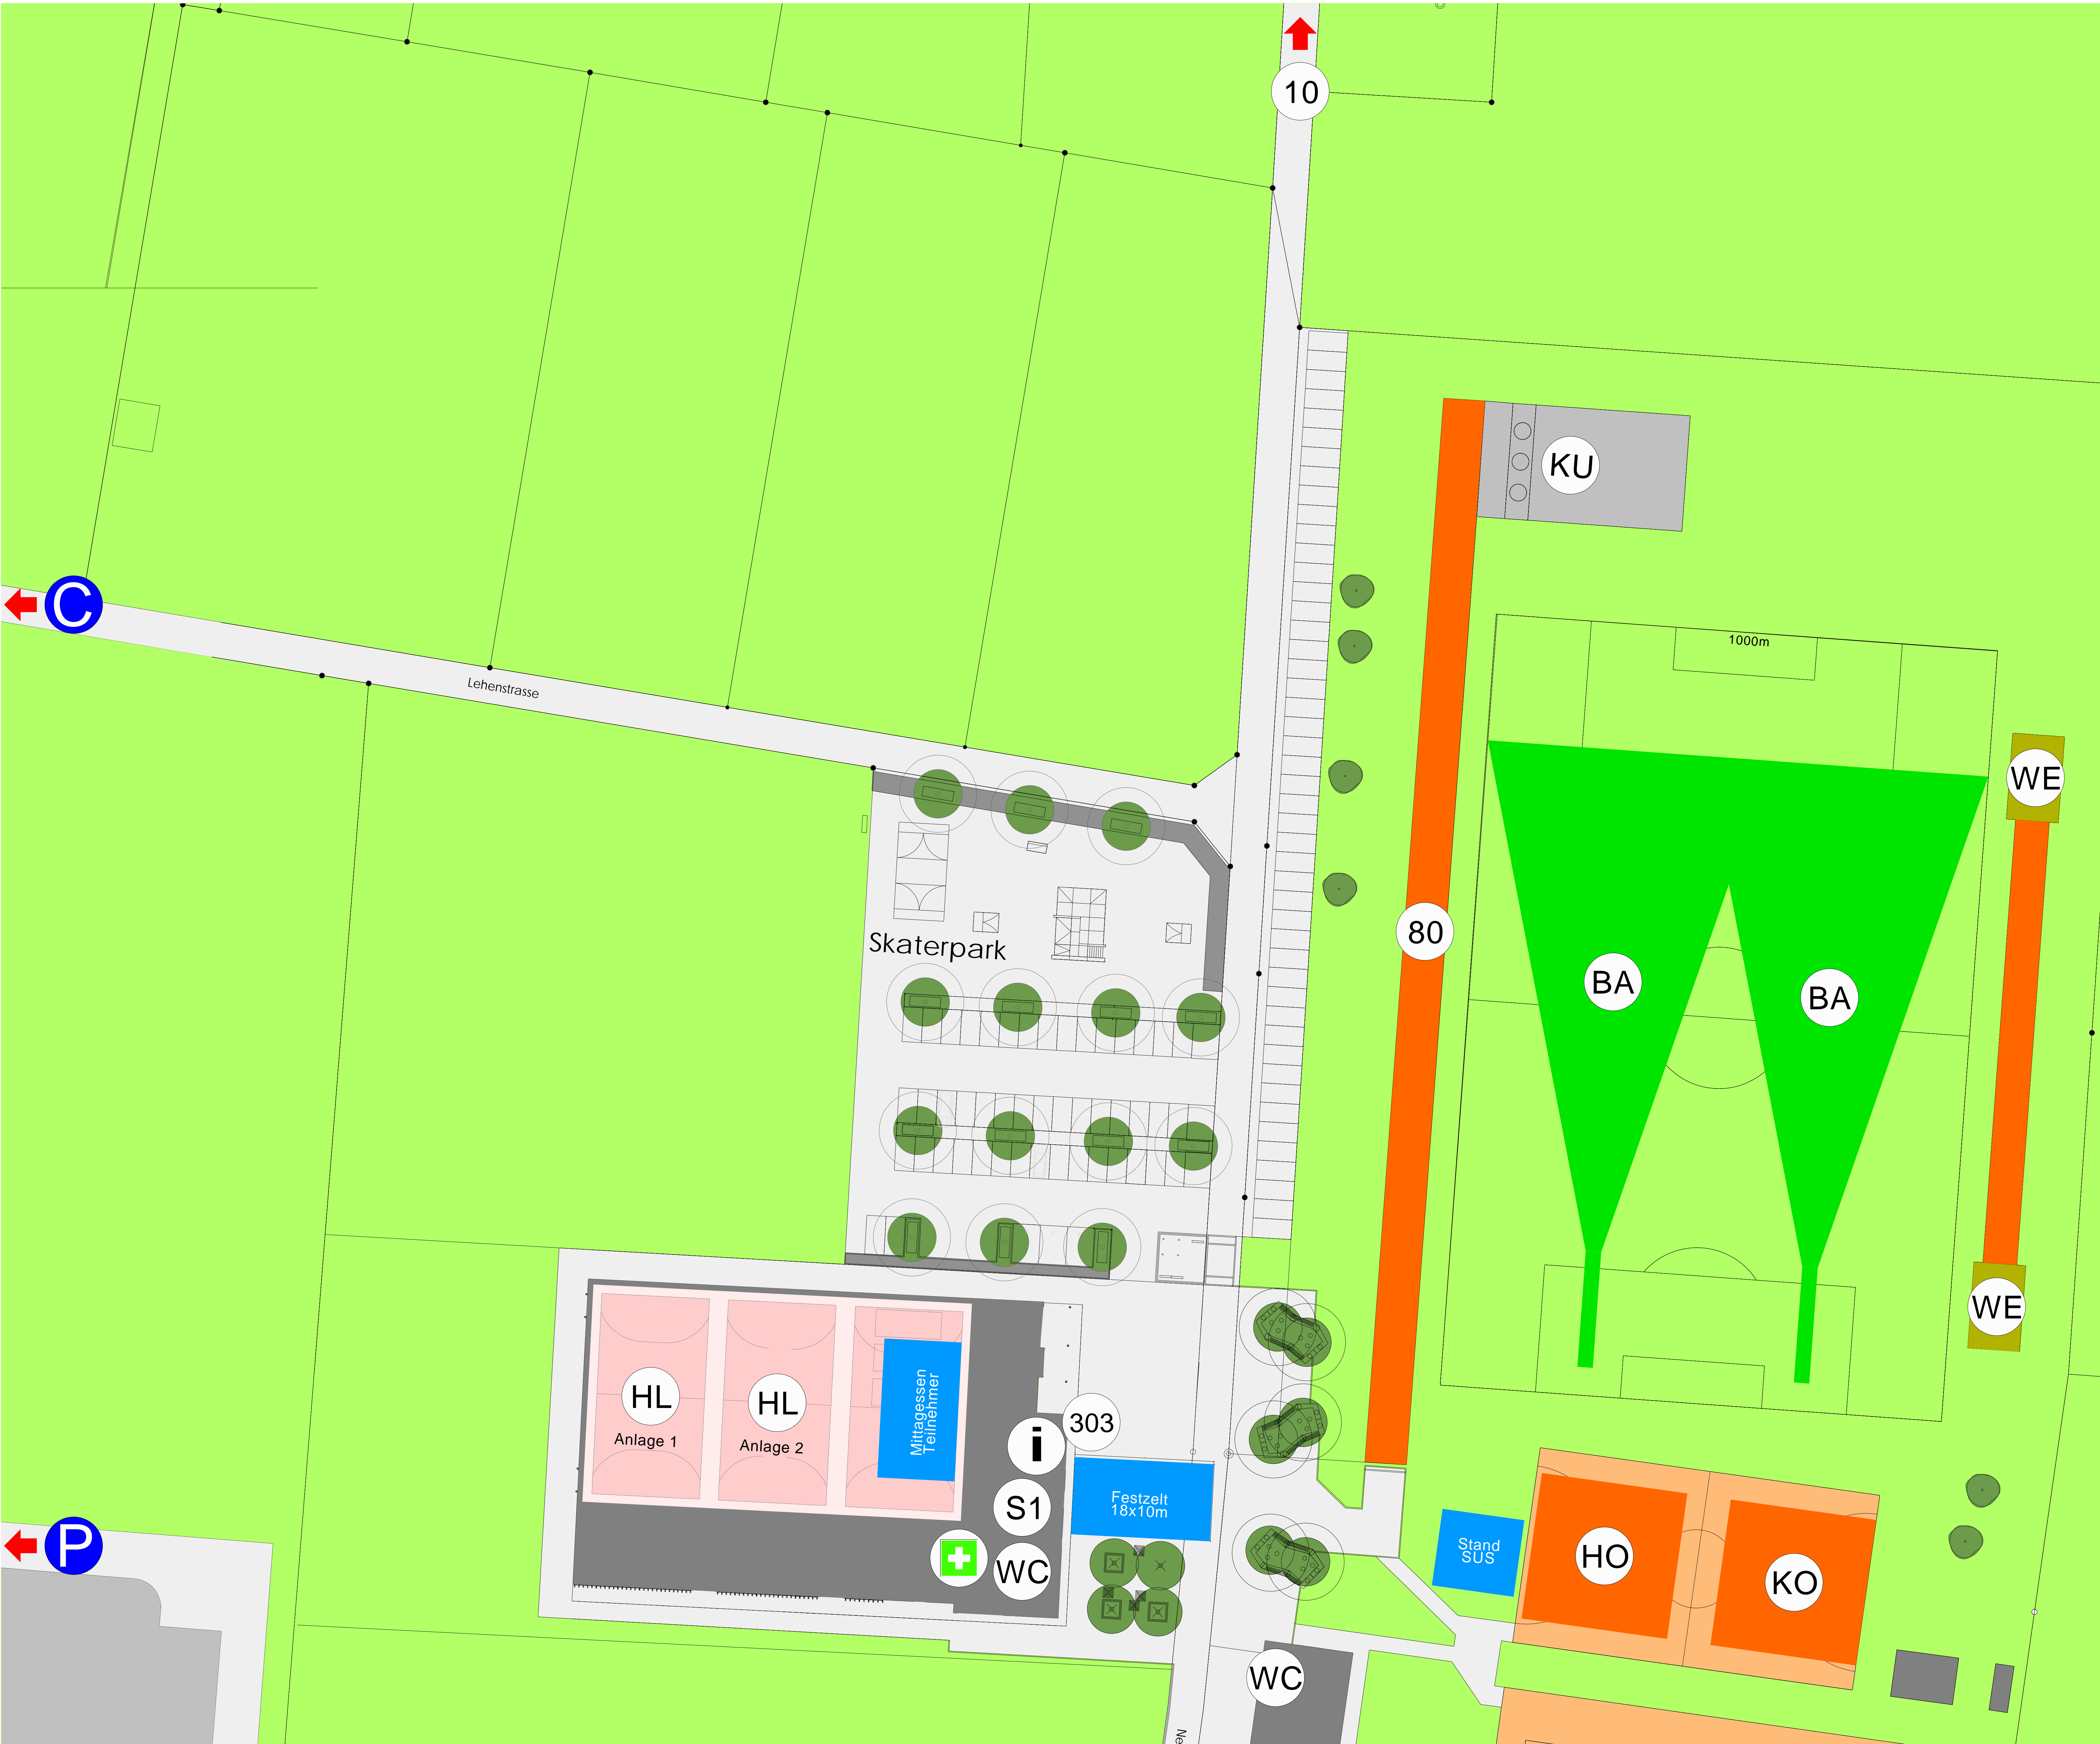 10
KU
C
1000m
Lehenstrasse
WE
80
Skaterpark
BA
BA
WE
HL
HL
Anlage 1
Anlage 2
Mittagessen
Teilnehmer
303
i
S1
WC
Festzelt
18x10m
P
Stand
SUS
HO
KO
WC
Ne